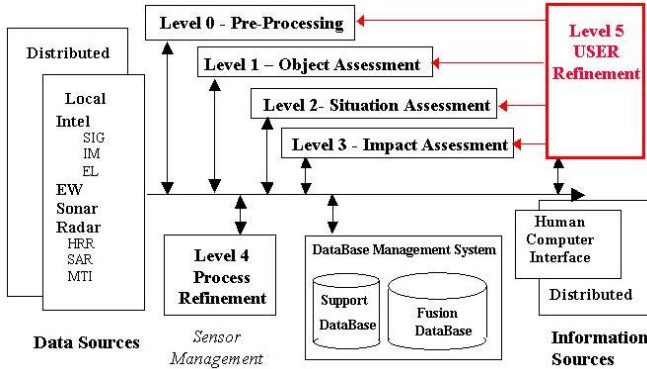 Level 0 - Pre-Processing
Level 5
USER
Refinement
Distributed
Level 1 – Object Assessment
Local
Intel
SIG
IM
EL
EW
Sonar
Radar
HRR
SAR
MTI
Level 2- Situation Assessment
Level 3 - Impact Assessment
Level 4
Process
Refinement
DataBase Management System
Support
DataBase
Fusion
DataBase
Human
Computer
Interface
Distributed
Data Sources
Sensor
Management
Information
Sources